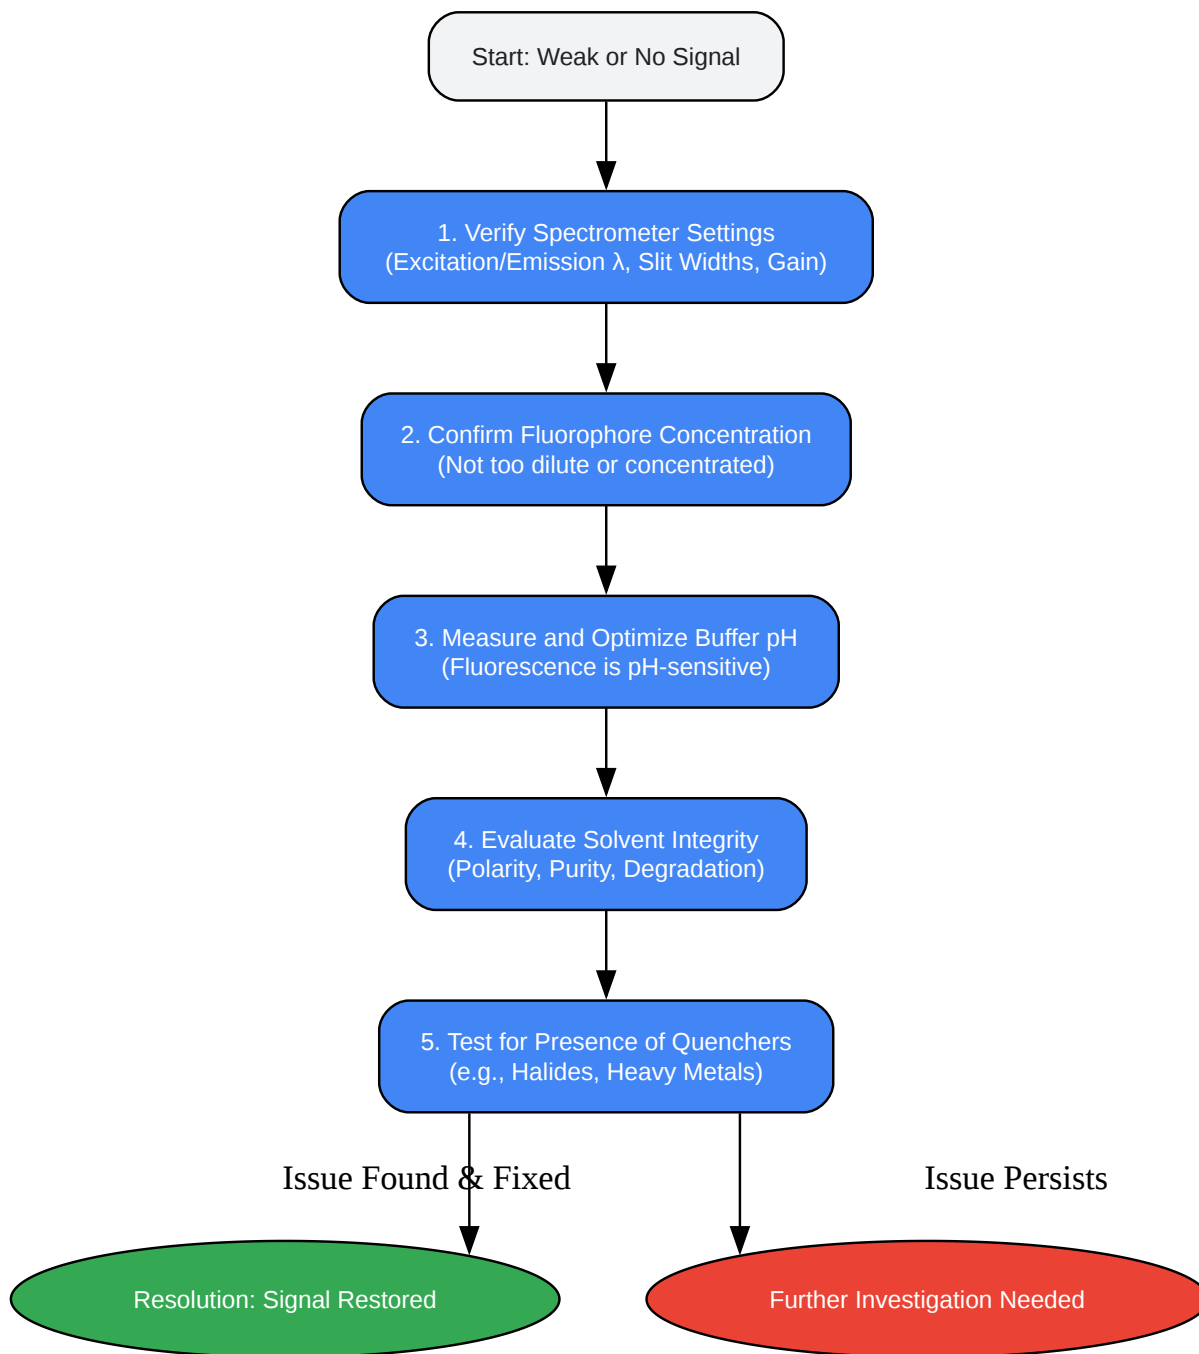 Start: Weak or No Signal
1. Verify Spectrometer Settings
(Excitation/Emission λ, Slit Widths, Gain)
2. Confirm Fluorophore Concentration
(Not too dilute or concentrated)
3. Measure and Optimize Buffer pH
(Fluorescence is pH-sensitive)
4. Evaluate Solvent Integrity
(Polarity, Purity, Degradation)
5. Test for Presence of Quenchers
(e.g., Halides, Heavy Metals)
Issue Found & Fixed
Issue Persists
Resolution: Signal Restored
Further Investigation Needed